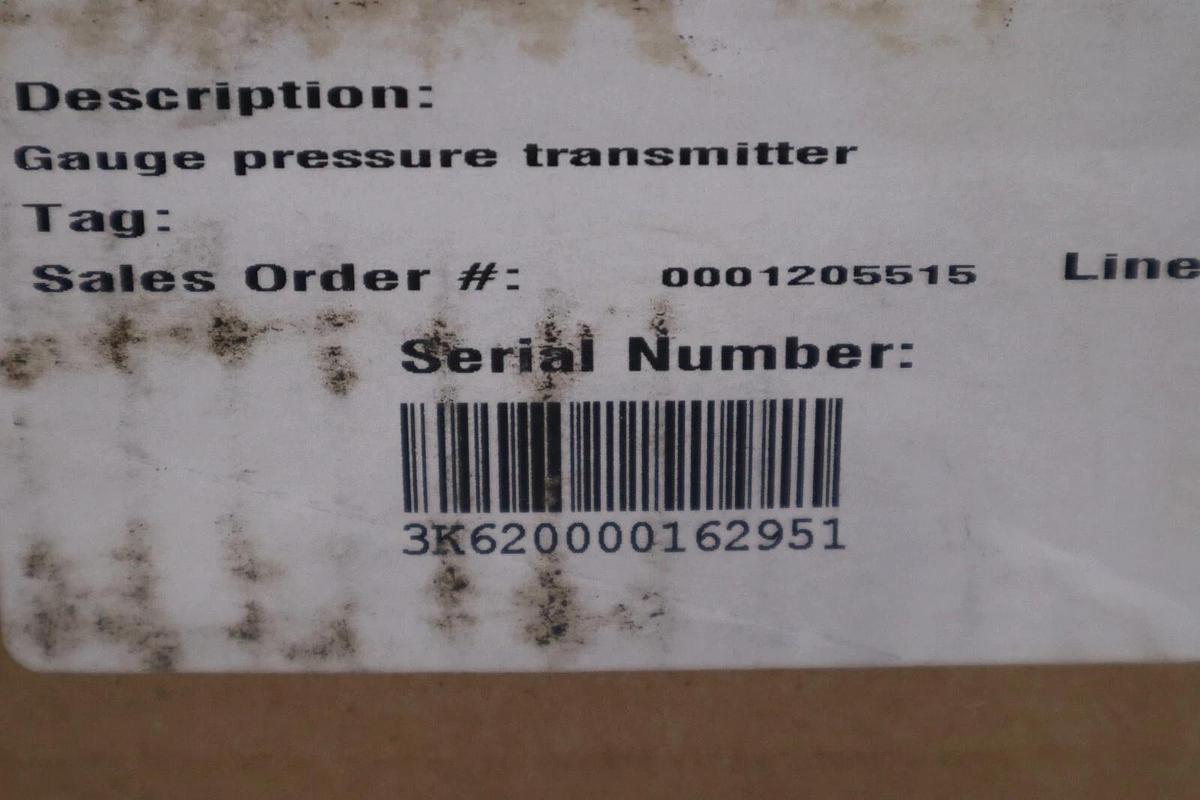 Description:
Gauge pressure transmitter
Tag:
Sales Order #: 0001205515 Line
Serial Number:
3K620000162951